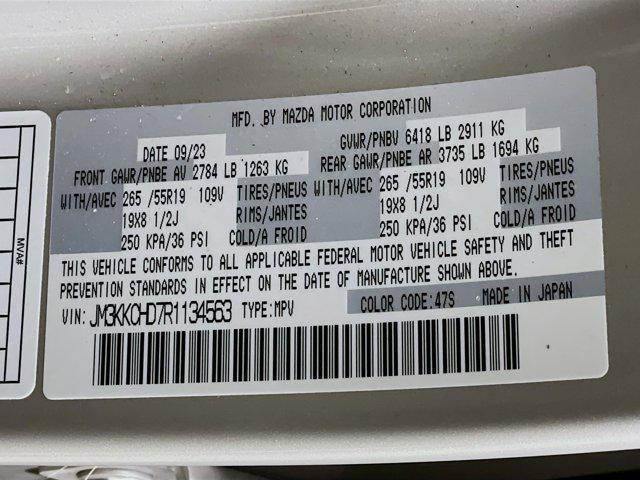 MFD. BY MAZDA MOTOR CORPORATION
DATE 09/23 GVWR/PNBV 6418 LB 2911 KG
FRONT GAWR/PNBE AV 2784 LB 1263 KG REAR GAWR/PNBE AR 3735 LB 1694 KG
WITH/AVEC 265 /55R19 109V TIRES/PNEUS WITH/AVEC 265 /55R19 109V TIRES/PNEUS
19X8 1/2J RIMS/JANTES 19X8 1/2J RIMS/JANTES
250 KPA/36 PSI COLD/A FROID 250 KPA/36 PSI COLD/A FROID
THIS VEHICLE CONFORMS TO ALL APPLICABLE FEDERAL MOTOR VEHICLE SAFETY AND THEFT
PREVENTION STANDARDS IN EFFECT ON THE DATE OF MANUFACTURE SHOWN ABOVE.
VIN: JM3KKCHD7R1134563 TYPE: MPV COLOR CODE: 47S MADE IN JAPAN
MVA#